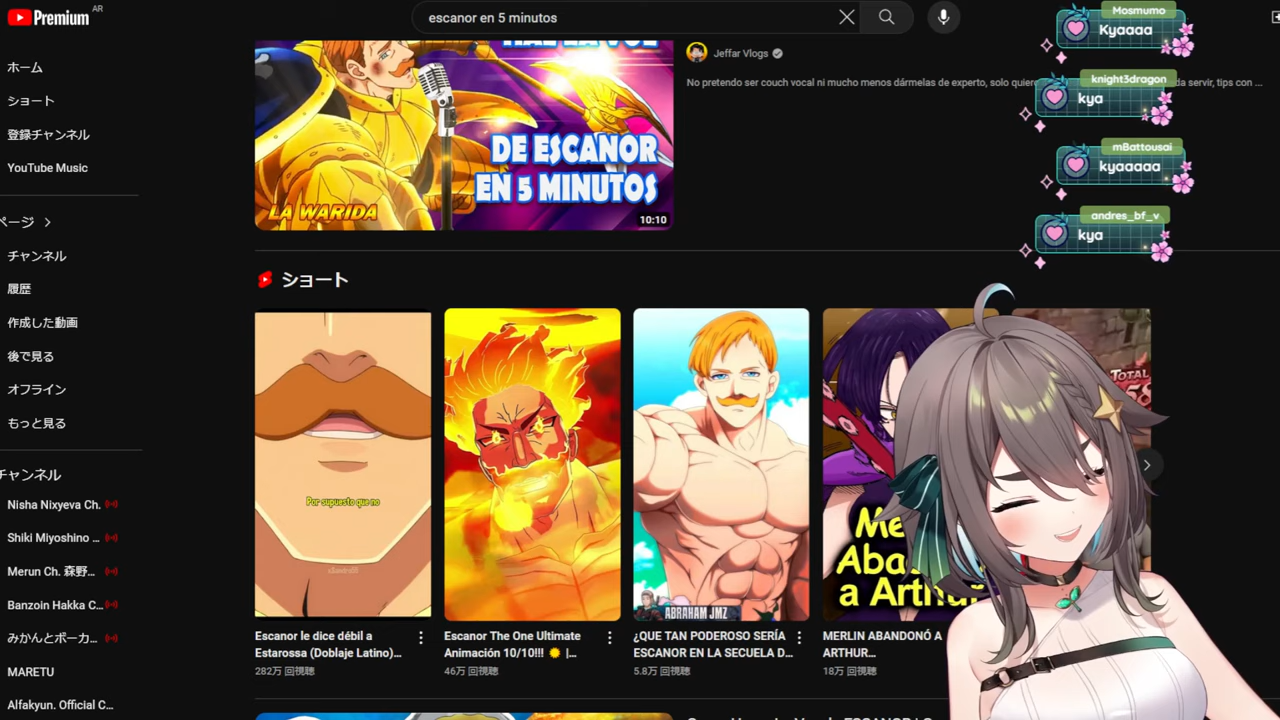 Premium AR
escanor en 5 minutos
ホーム
ショート
登録チャンネル
YouTube Music
ページ
チャンネル
履歴
作成した動画
後で見る
オフライン
もっと見る
チャンネル
Nisha Nixyeva Ch.
Shiki Miyoshino ...
Merun Ch. 森野...
Banzoin Hakka C...
みかんとポーカ...
MARETU
Alfakyun. Official C...
DE ESCANOR
EN 5 MINUTOS
LA WARIDA
10:10
Jeffar Vlogs
No pretendo ser couch vocal ni mucho menos dármelas de experto, solo quiero
da servir, tips con ...
Mosmumo
Kyaaaa
knight3dragon
kya
mBattousai
kyaaaaa
andres_bf_v
kya
ショート
Por supuesto que no
ABRAHAM JMZ
TOTAL
a Arthur
Escanor le dice débil a
Estarossa (Doblaje Latino)...
282万 回視聴
Escanor The One Ultimate
Animación 10/10!!! ☀️ |...
46万 回視聴
¿QUE TAN PODEROSO SERÍA
ESCANOR EN LA SECUELA D...
5.8万 回視聴
MERLIN ABANDONÓ A
ARTHUR...
18万 回視聴